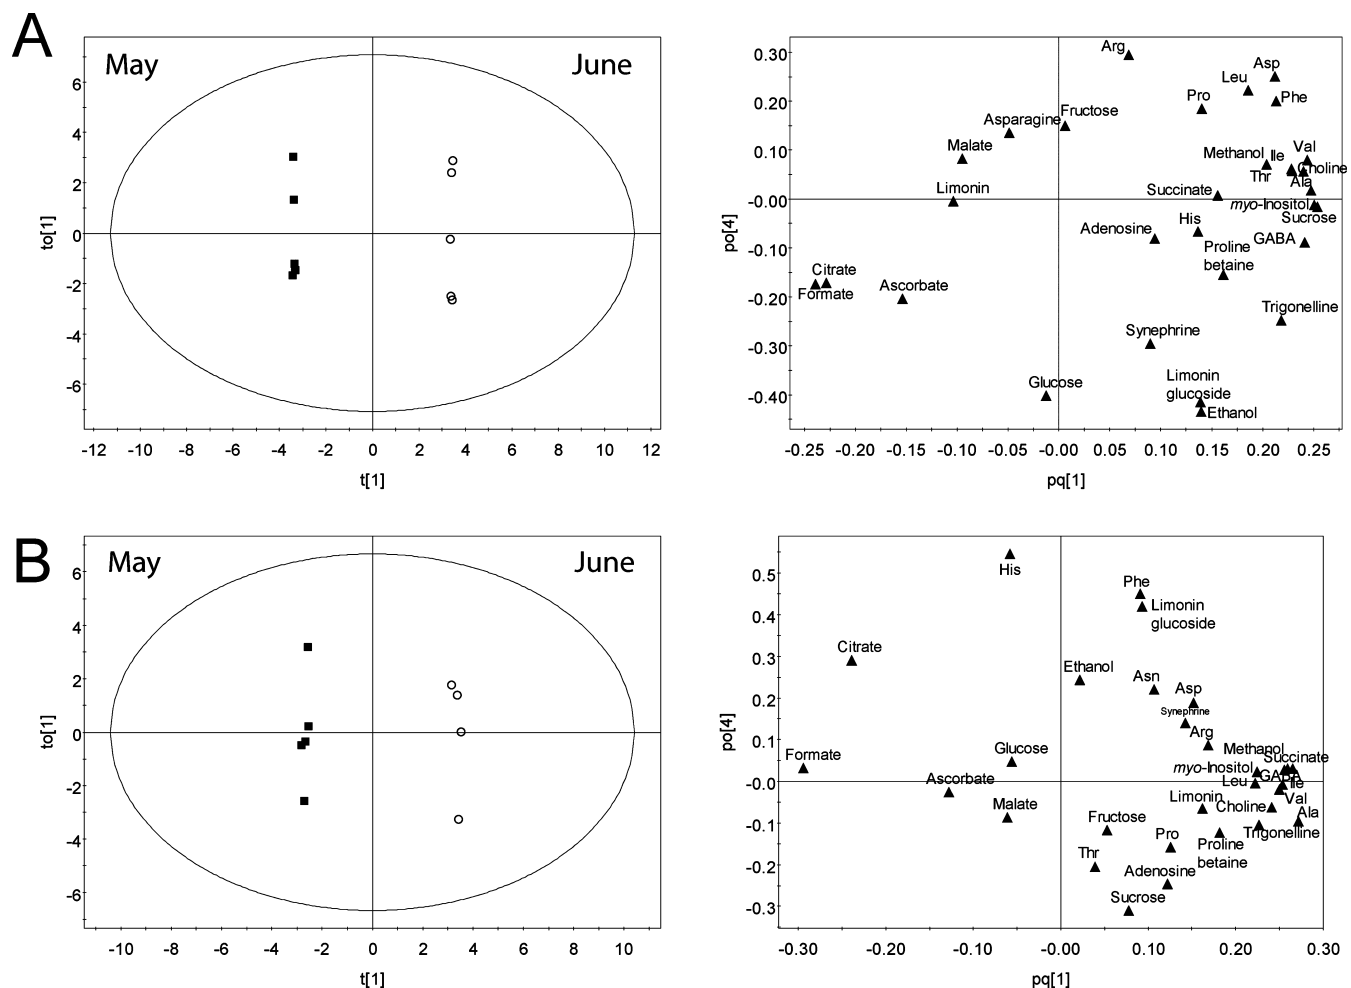 A
May
June
6
4
2
0
-2
-4
-6
to[1]
-12 -10 -8 -6 -4 -2 0 2 4 6 8 10 12
t[1]
0.30
0.20
0.10
-0.00
-0.10
-0.20
-0.30
-0.40
po[4]
Arg
Asp
Leu
Phe
Pro
Fructose
Asparagine
Malate
Methanol
Ile
Val
Choline
Thr
Ala
Limonin
Succinate
myo-Inositol
Sucrose
Adenosine
His
GABA
Proline
betaine
Citrate
Formate
Ascorbate
Trigonelline
Synephrine
Glucose
Limonin
glucoside
Ethanol
-0.25 -0.20 -0.15 -0.10 -0.05 -0.00 0.05 0.10 0.15 0.20 0.25
pq[1]
B
May
June
6
4
2
0
-2
-4
-6
to[1]
-10 -8 -6 -4 -2 0 2 4 6 8 10
t[1]
0.5
0.4
0.3
0.2
0.1
-0.0
-0.1
-0.2
-0.3
po[4]
His
Phe
Limonin
glucoside
Citrate
Ethanol
Asn
Asp
Synephrine
Arg
Formate
Glucose
Methanol
Succinate
myo-Inositol
GABA
Ascorbate
Leu
Ile
Malate
Limonin
Choline
Val
Ala
Fructose
Pro
Proline
betaine
Trigonelline
Thr
Adenosine
Sucrose
-0.30 -0.20 -0.10 -0.00 0.10 0.20 0.30
pq[1]